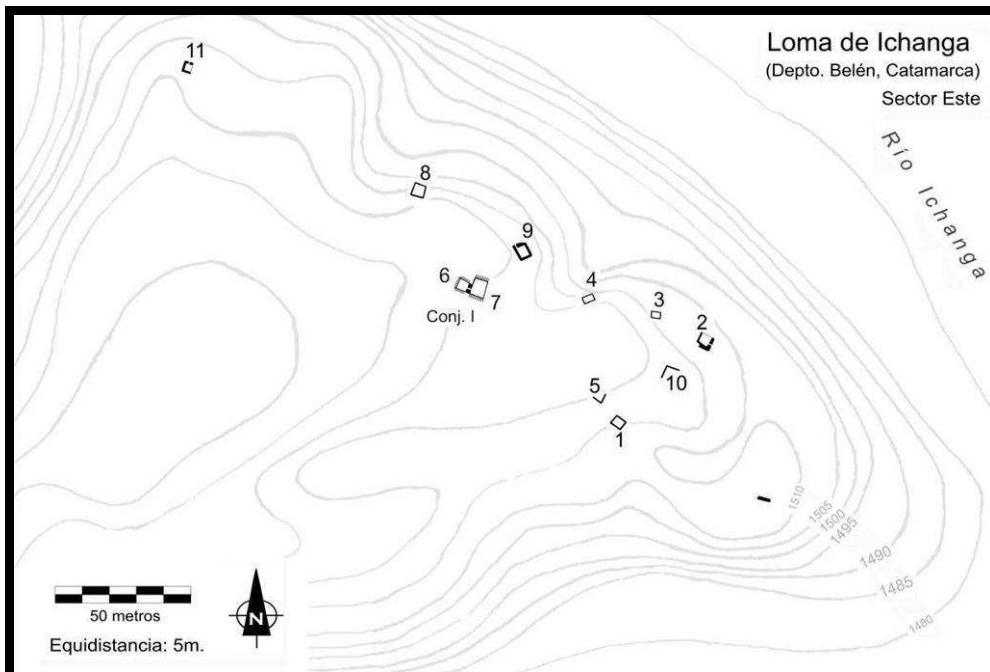 Loma de Ichanga
(Depto. Belén, Catamarca)
Sector Este
Río Ichanga
11
8
9
6
7
Conj. I
4
3
2
10
5
1
1510
1505
1500
1495
1490
1485
1480
50 metros
N
Equidistancia: 5m.